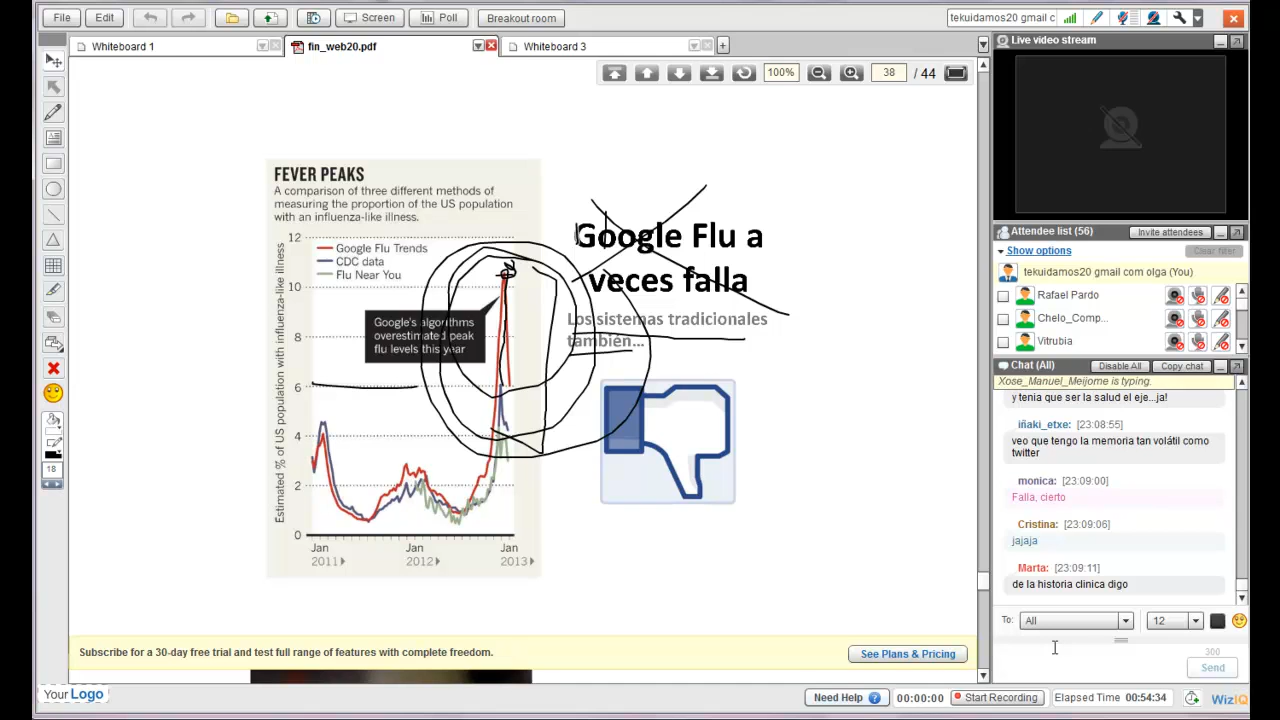 File
Edit
Screen
Poll
Breakout room
tekuidamos20 gmail c
Whiteboard 1
fin_web20.pdf
Whiteboard 3
100%
38 / 44
FEVER PEAKS
A comparison of three different methods of
measuring the proportion of the US population
with an influenza-like illness.
Estimated % of US population with influenza-like illness
12
10
8
6
4
2
0
Google Flu Trends
CDC data
Flu Near You
Google's algorithms
overestimated peak
flu levels this year
Jan
2011
Jan
2012
Jan
2013
Google Flu a
veces falla
Los sistemas tradicionales
también...
18
Subscribe for a 30-day free trial and test full range of features with complete freedom.
See Plans & Pricing
Live video stream
Attendee list (56)
Invite attendees
Show options
Clear filter
tekuidamos20 gmail com olga (You)
Rafael Pardo
Chelo_Comp...
Vitrubia
Chat (All)
Disable All
Copy chat
Xose_Manuel_Meijome is typing.
y tenia que ser la salud el eje...ja!
iñaki_etxe: [23:08:55]
veo que tengo la memoria tan volátil como
twitter
monica: [23:09:00]
Falla, cierto
Cristina: [23:09:06]
jajaja
Marta: [23:09:11]
de la historia clinica digo
To:
All
12
300
Send
Your Logo
Need Help ?
00:00:00
Start Recording
Elapsed Time 00:54:34
WizIQ